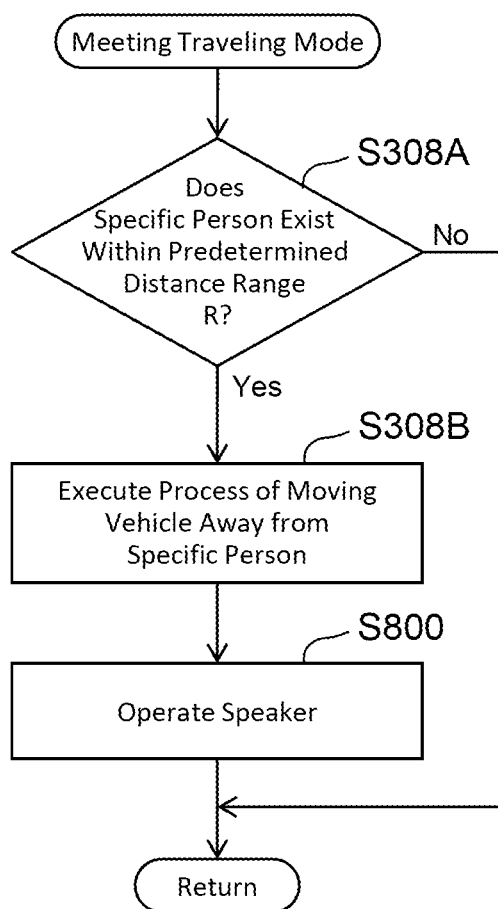 Meeting Traveling Mode
S308A
Does
Specific Person Exist
Within Predetermined
Distance Range
R?
No
Yes
S308B
Execute Process of Moving
Vehicle Away from
Specific Person
S800
Operate Speaker
Return